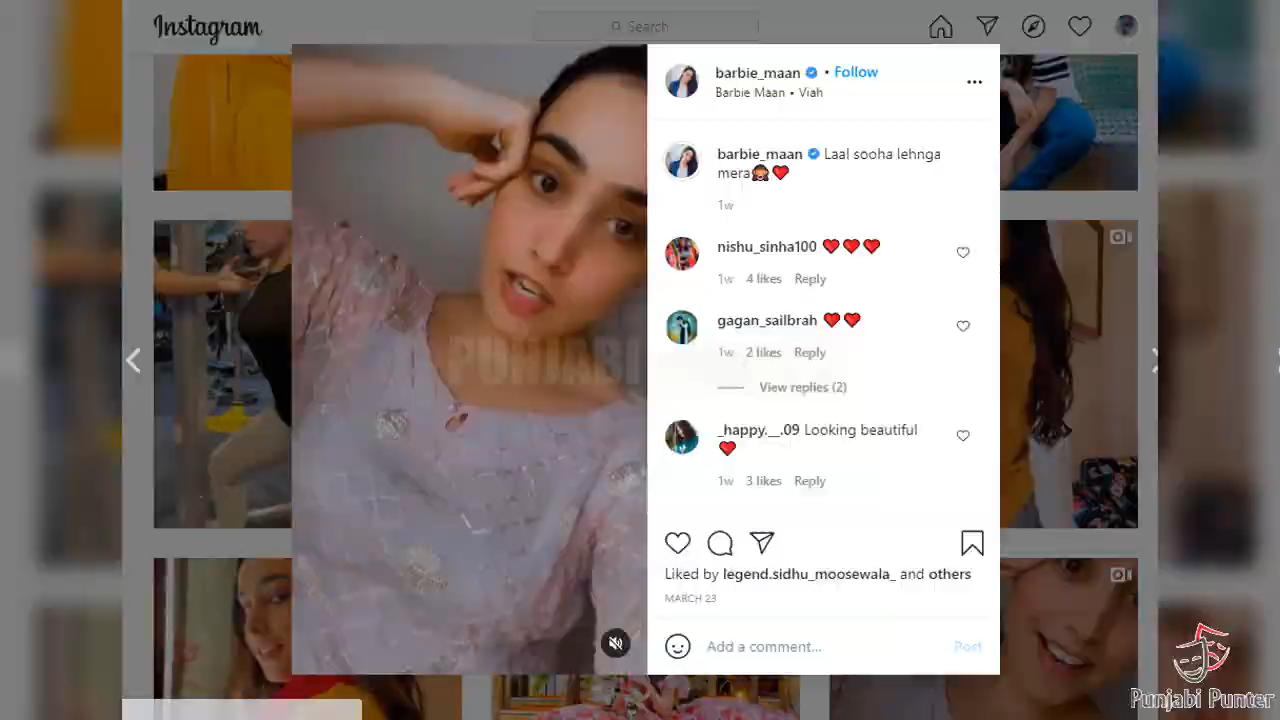 Instagram
Search
barbie_maan • Follow
Barbie Maan • Viah
barbie_maan Laal sooha lehnga
mera
1w
nishu_sinha100
1w 4 likes Reply
gagan_sailbrah
1w 2 likes Reply
View replies (2)
_happy.__.09 Looking beautiful
1w 3 likes Reply
Liked by legend.sidhu_moosewala_ and others
MARCH 23
Add a comment... Post
PUNJABI
Punjabi Punter